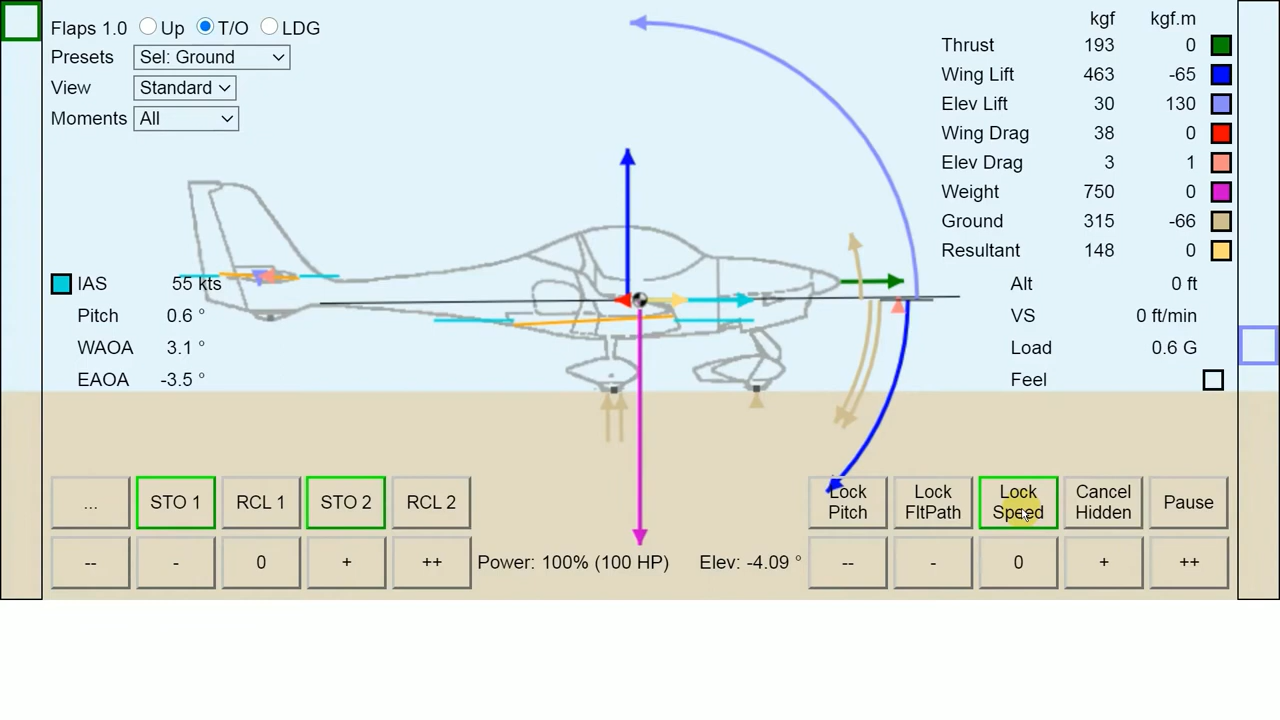 Flaps 1.0 Up T/O LDG
Presets Sel: Ground
View Standard
Moments All
kgf kgf.m
Thrust 193 0
Wing Lift 463 -65
Elev Lift 30 130
Wing Drag 38 0
Elev Drag 3 1
Weight 750 0
Ground 315 -66
Resultant 148 0
IAS 55 kts
Pitch 0.6 °
WAOA 3.1 °
EAOA -3.5 °
Alt 0 ft
VS 0 ft/min
Load 0.6 G
Feel
... STO 1 RCL 1 STO 2 RCL 2
Lock Pitch
Lock FltPath
Lock Speed
Cancel Hidden
Pause
-- - 0 + ++
Power: 100% (100 HP) Elev: -4.09 °
-- - 0 + ++